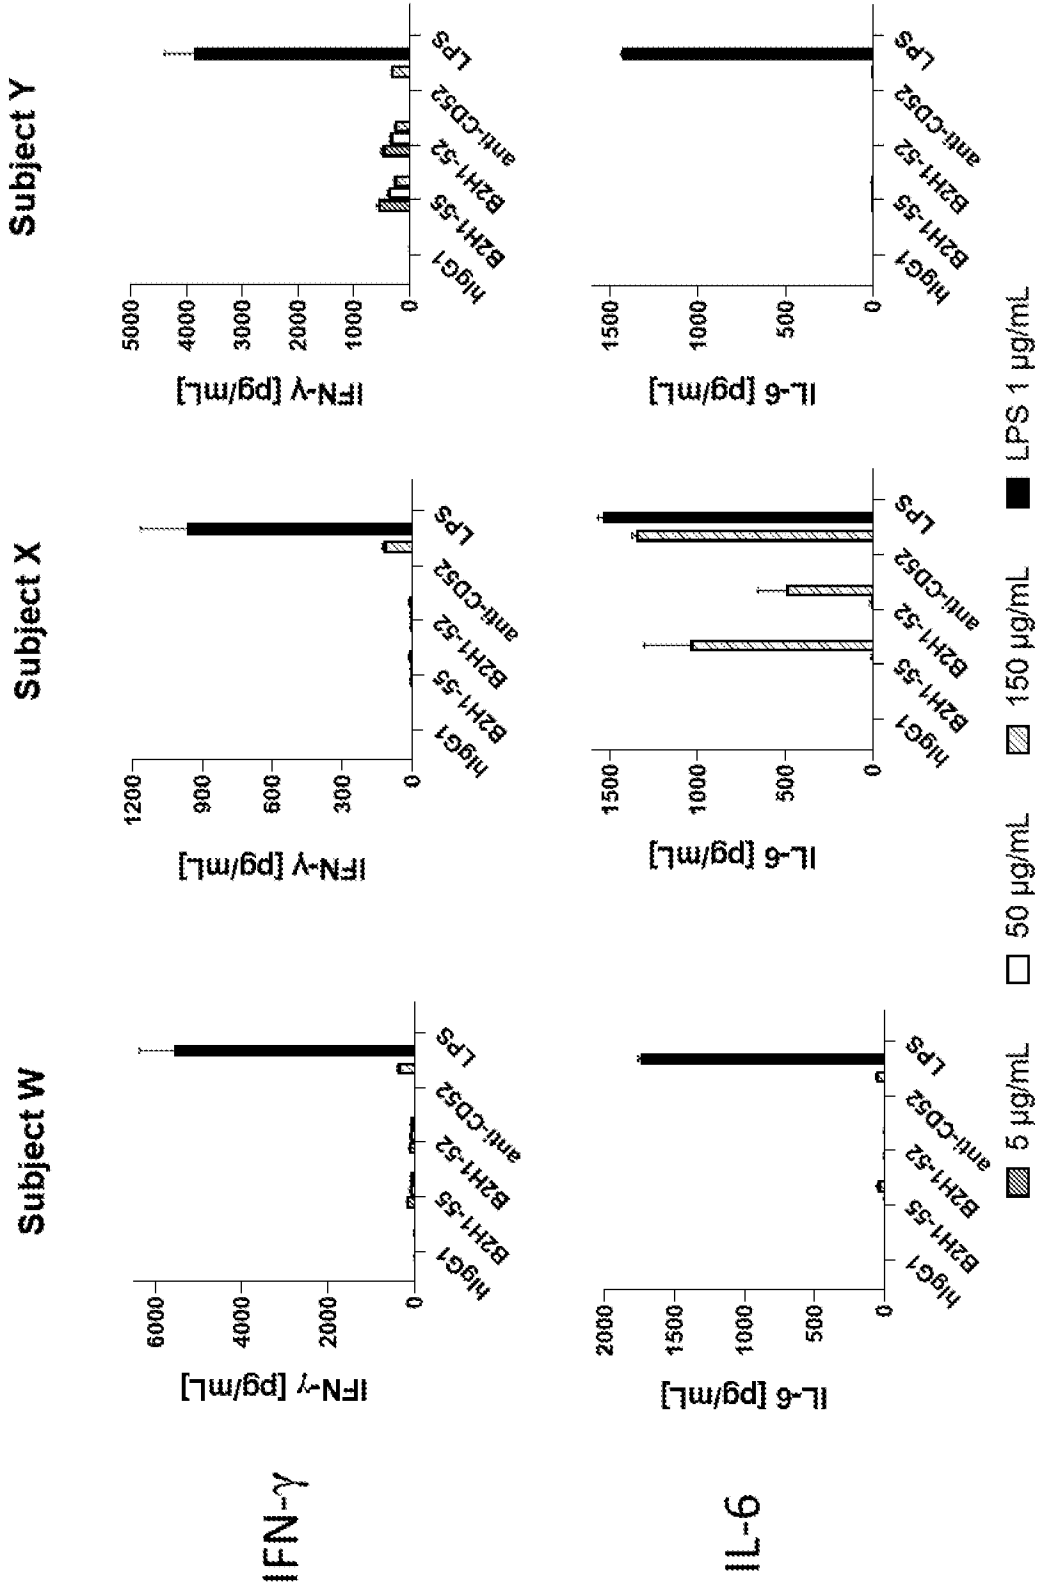 Subject W
Subject X
Subject Y
IFN-γ
IFN-γ [pg/mL]
6000
4000
2000
0
hIgG1
B2H1-55
B2H1-52
anti-CD52
LPS
IFN-γ [pg/mL]
1200
900
600
300
0
hIgG1
B2H1-55
B2H1-52
anti-CD52
LPS
IFN-γ [pg/mL]
5000
4000
3000
2000
1000
0
hIgG1
B2H1-55
B2H1-52
anti-CD52
LPS
IL-6
IL-6 [pg/mL]
2000
1500
1000
500
0
hIgG1
B2H1-55
B2H1-52
anti-CD52
LPS
IL-6 [pg/mL]
1500
1000
500
0
hIgG1
B2H1-55
B2H1-52
anti-CD52
LPS
IL-6 [pg/mL]
1500
1000
500
0
hIgG1
B2H1-55
B2H1-52
anti-CD52
LPS
5 µg/mL 50 µg/mL 150 µg/mL LPS 1 µg/mL